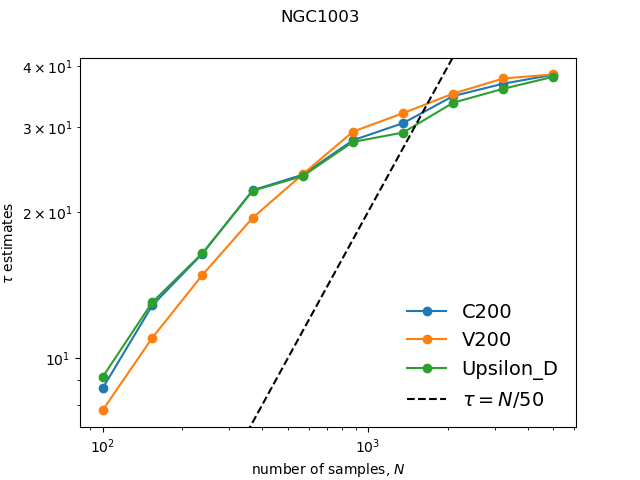 NGC1003
4 × 10¹
3 × 10¹
2 × 10¹
10¹
τ estimates
C200
V200
Upsilon_D
τ = N/50
10²
10³
number of samples, N